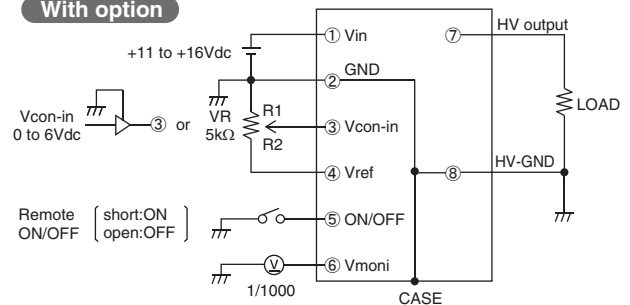 With option
① Vin
⑦
HV output
+11 to +16Vdc
② GND
LOAD
Vcon-in
0 to 6Vdc
③ or
VR
5kΩ
R1
R2
③ Vcon-in
④ Vref
⑧
HV-GND
Remote
ON/OFF
short:ON
open:OFF
⑤ ON/OFF
V
⑥ Vmoni
1/1000
CASE